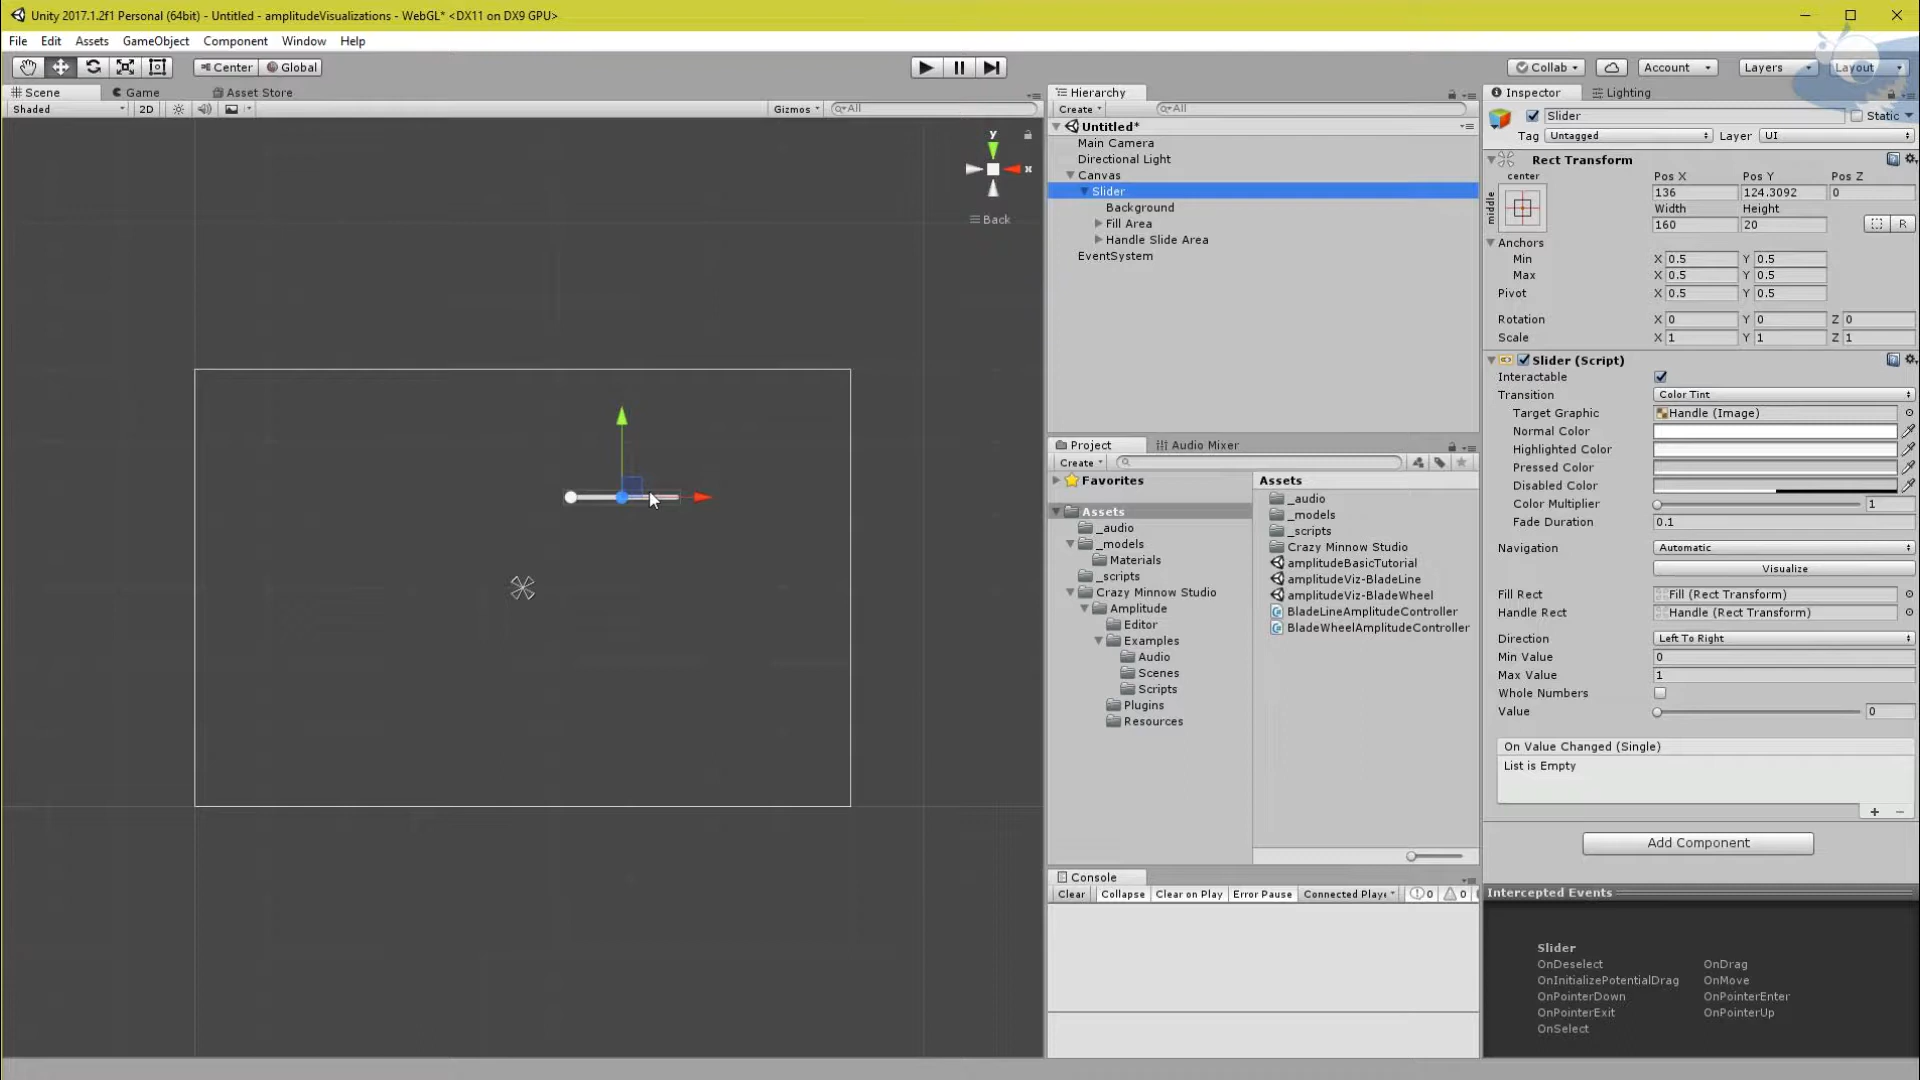 Unity 2017.1.2f1 Personal (64bit) - Untitled - amplitudeVisualizations - WebGL* <DX11 on DX9 GPU>
File Edit Assets GameObject Component Window Help
Center Global
Collab Account Layers Layout
Scene Game Asset Store
Shaded 2D Gizmos All
y
x
Back
Hierarchy
Create All
Untitled*
Main Camera
Directional Light
Canvas
Slider
Background
Fill Area
Handle Slide Area
EventSystem
Project Audio Mixer
Create
Favorites
Assets
_audio
_models
Materials
_scripts
Crazy Minnow Studio
Amplitude
Editor
Examples
Audio
Scenes
Scripts
Plugins
Resources
Assets
_audio
_models
_scripts
Crazy Minnow Studio
amplitudeBasicTutorial
amplitudeViz-BladeLine
amplitudeViz-BladeWheel
BladeLineAmplitudeController
BladeWheelAmplitudeController
Console
Clear Collapse Clear on Play Error Pause Connected Playe 0 0
Inspector Lighting
Slider Static
Tag Untagged Layer UI
Rect Transform
center Pos X Pos Y Pos Z
middle 136 124.3092 0
Width Height
160 20 R
Anchors
Min X 0.5 Y 0.5
Max X 0.5 Y 0.5
Pivot X 0.5 Y 0.5
Rotation X 0 Y 0 Z 0
Scale X 1 Y 1 Z 1
Slider (Script)
Interactable
Transition Color Tint
Target Graphic Handle (Image)
Normal Color
Highlighted Color
Pressed Color
Disabled Color
Color Multiplier 1
Fade Duration 0.1
Navigation Automatic
Visualize
Fill Rect Fill (Rect Transform)
Handle Rect Handle (Rect Transform)
Direction Left To Right
Min Value 0
Max Value 1
Whole Numbers
Value 0
On Value Changed (Single)
List is Empty
+ -
Add Component
Intercepted Events
Slider
OnDeselect OnDrag
OnInitializePotentialDrag OnMove
OnPointerDown OnPointerEnter
OnPointerExit OnPointerUp
OnSelect